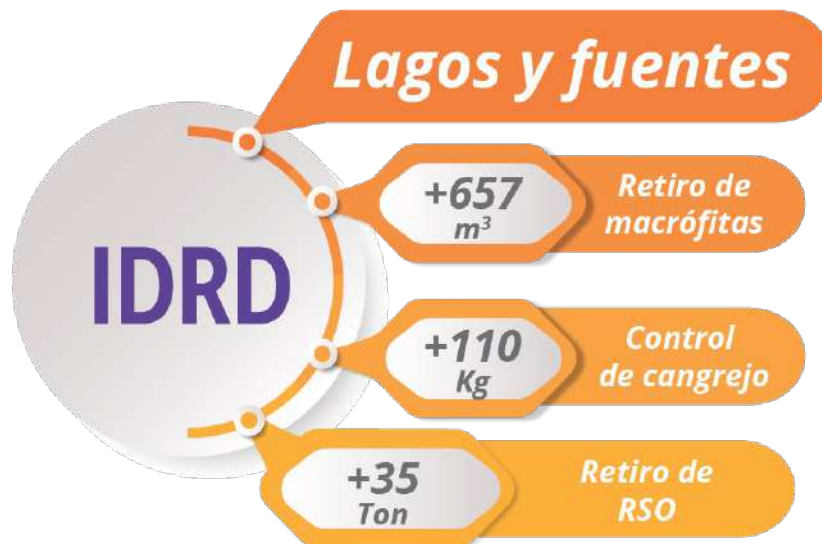 Lagos y fuentes
+657
m³
Retiro de
macrófitas
IDRD
+110
Kg
Control
de cangrejo
+35
Ton
Retiro de
RSO